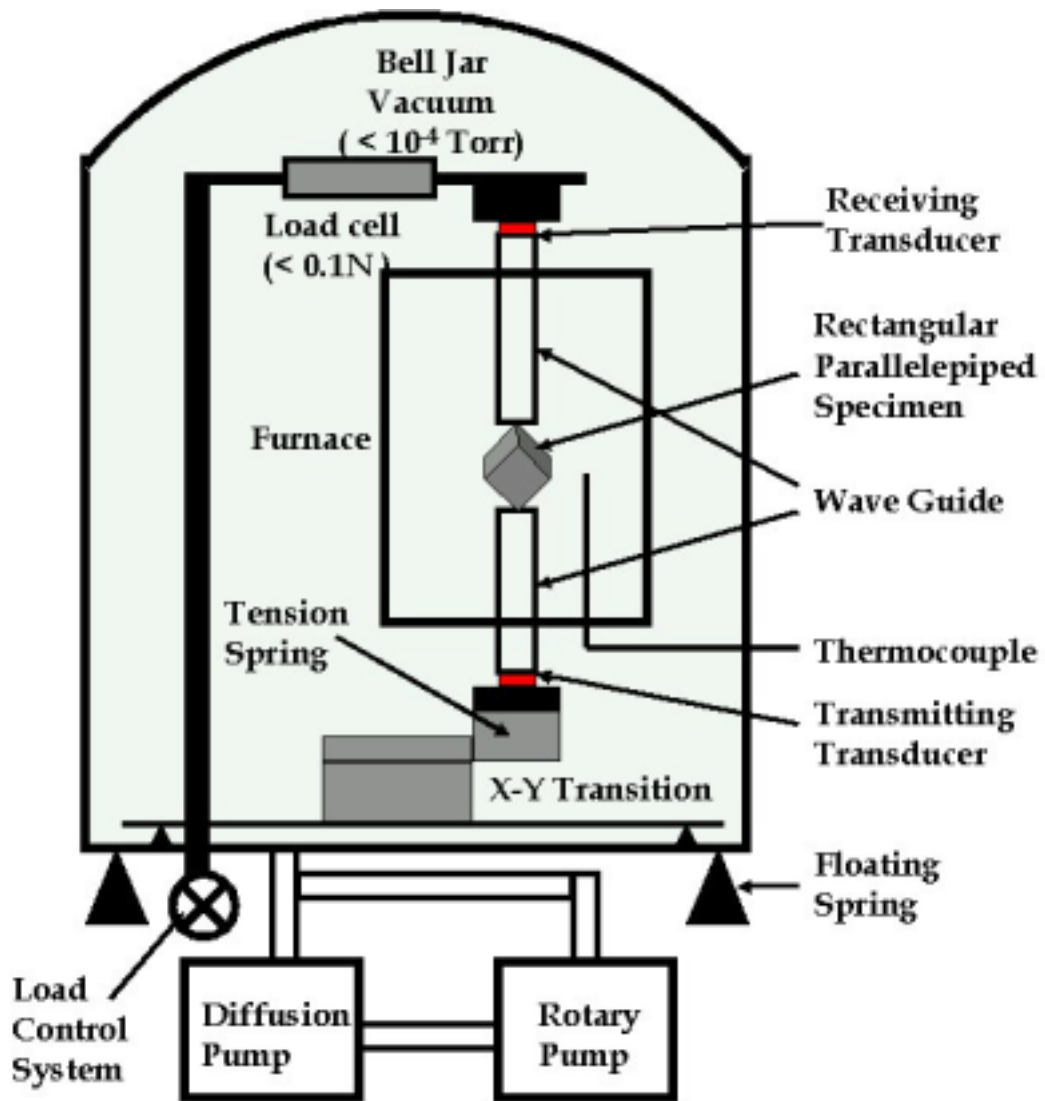 Bell Jar
Vacuum
( < 10⁻⁴ Torr)
Load cell
(< 0.1N )
Receiving
Transducer
Rectangular
Parallelepiped
Specimen
Furnace
Wave Guide
Tension
Spring
Thermocouple
Transmitting
Transducer
X-Y Transition
Floating
Spring
Load
Control
System
Diffusion
Pump
Rotary
Pump